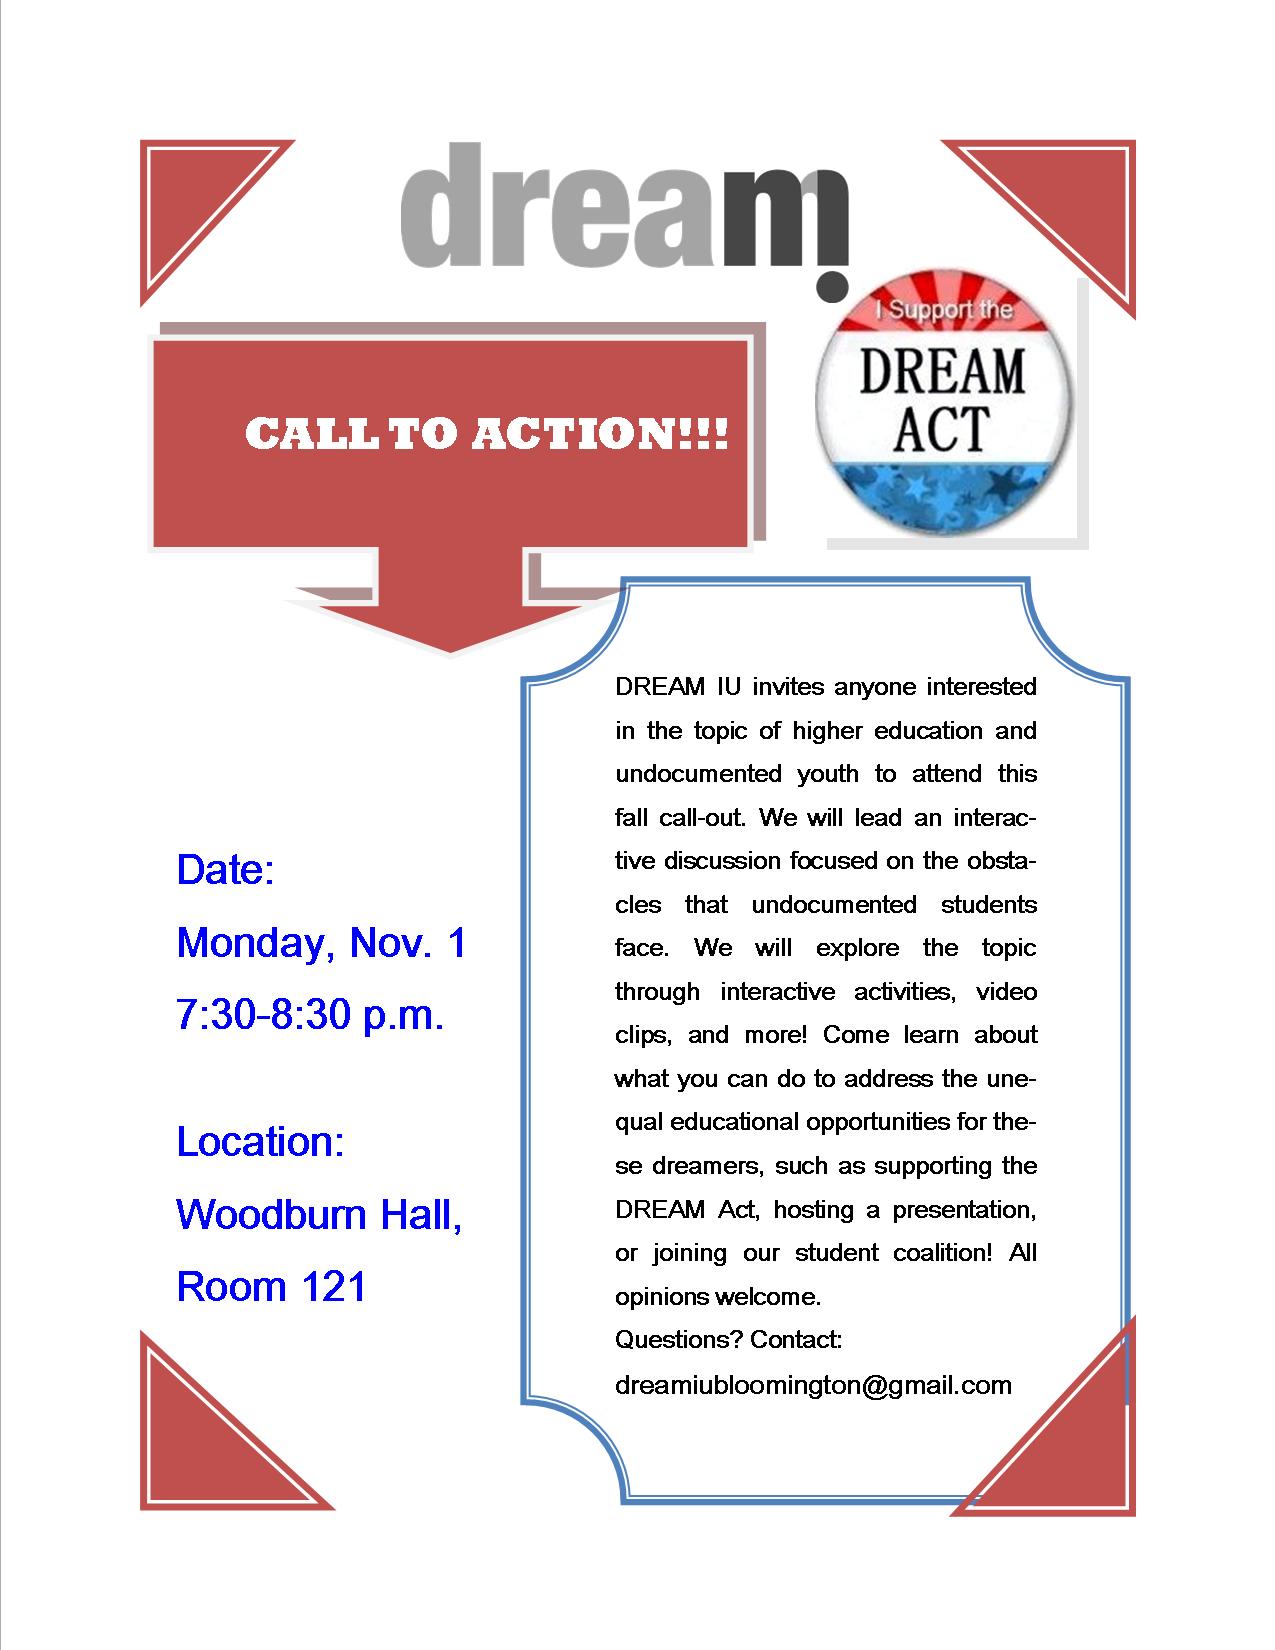 dream
I Support the
DREAM
ACT
CALL TO ACTION!!!
DREAM IU invites anyone interested
in the topic of higher education and
undocumented youth to attend this
fall call-out. We will lead an interac-
tive discussion focused on the obsta-
cles that undocumented students
face. We will explore the topic
through interactive activities, video
clips, and more! Come learn about
what you can do to address the une-
qual educational opportunities for the-
se dreamers, such as supporting the
DREAM Act, hosting a presentation,
or joining our student coalition! All
opinions welcome.
Questions? Contact:
dreamiubloomington@gmail.com
Date:
Monday, Nov. 1
7:30-8:30 p.m.
Location:
Woodburn Hall,
Room 121